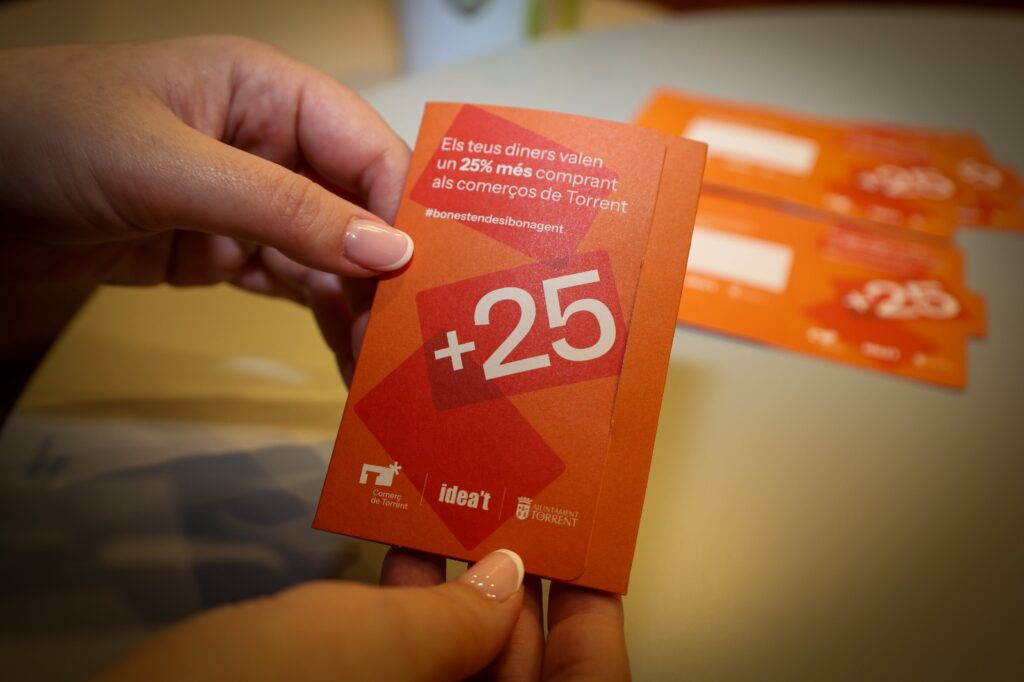 Els teus diners valen
un 25% més comprant
als comerços de Torrent
#bonestendesibonagent
+25
Comerç
de Torrent
idea't
AJUNTAMENT
TORRENT
+25
+25